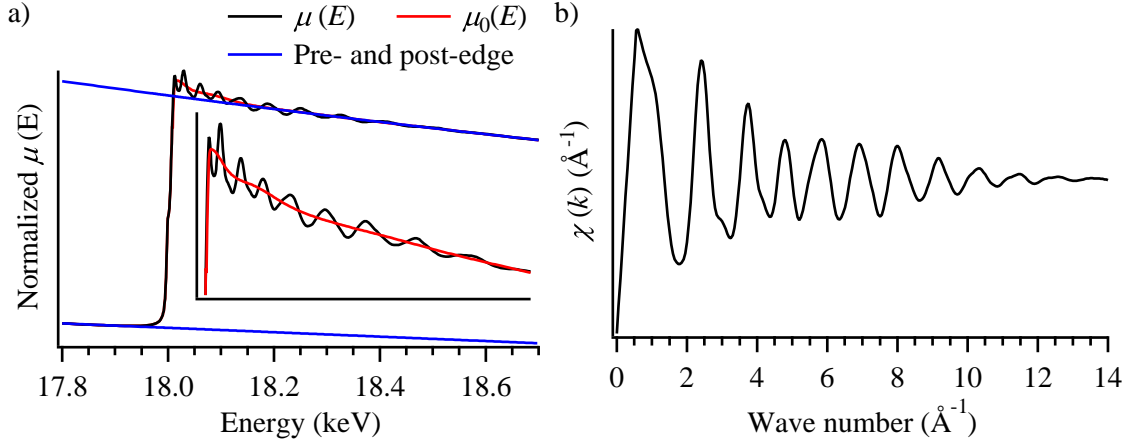 a)
μ (E)
μ₀(E)
Pre- and post-edge
Normalized μ (E)
17.8
18.0
18.2
18.4
18.6
Energy (keV)
b)
χ (k) (Å⁻¹)
0
2
4
6
8
10
12
14
Wave number (Å⁻¹)